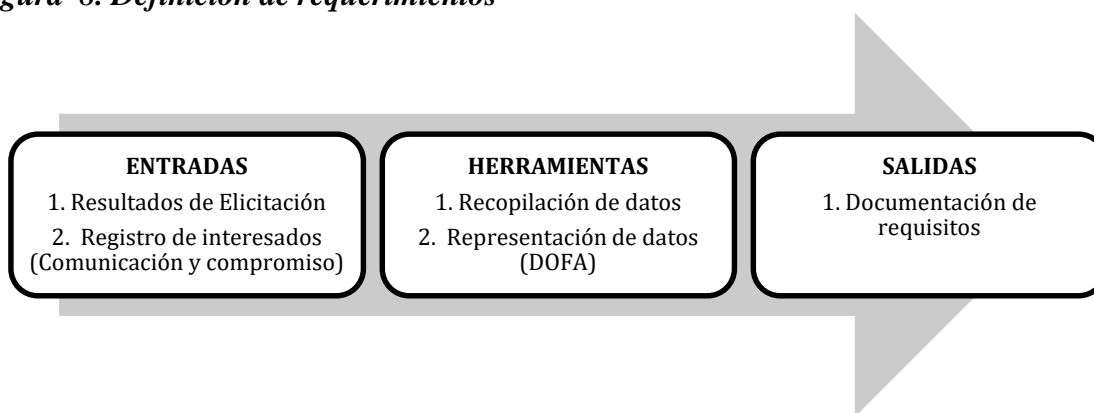 gura 8. Definición de requerimientos
ENTRADAS
1. Resultados de Elicitación
2. Registro de interesados
(Comunicación y compromiso)
HERRAMIENTAS
1. Recopilación de datos
2. Representación de datos
(DOFA)
SALIDAS
1. Documentación de
requisitos